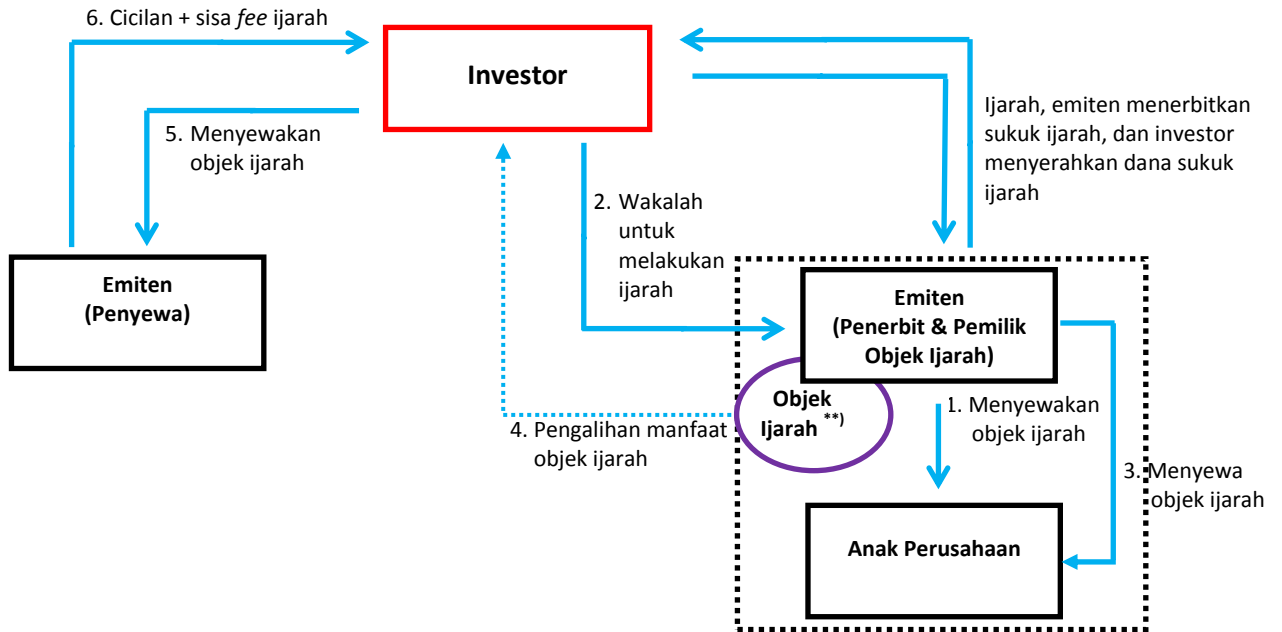 6. Cicilan + sisa fee ijarah
Investor
5. Menyewakan
objek ijarah
Ijarah, emiten menerbitkan
sukuk ijarah, dan investor
menyerahkan dana sukuk
ijarah
2. Wakalah
untuk
melakukan
ijarah
Emiten
(Penyewa)
Emiten
(Penerbit & Pemilik
Objek Ijarah)
Objek
Ijarah **)
1. Menyewakan
objek ijarah
4. Pengalihan manfaat
objek ijarah
3. Menyewa
objek ijarah
Anak Perusahaan